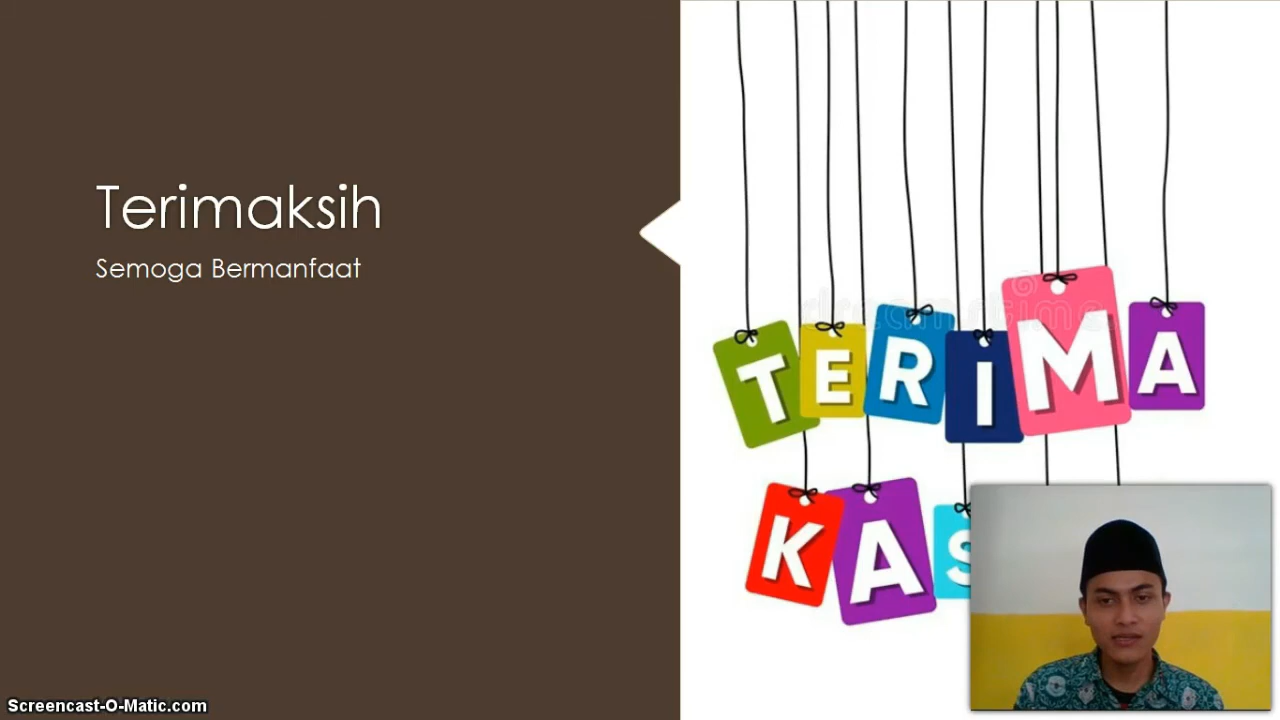 Terimaksih
Semoga Bermanfaat
TERIMA
KAS
Screencast-O-Matic.com